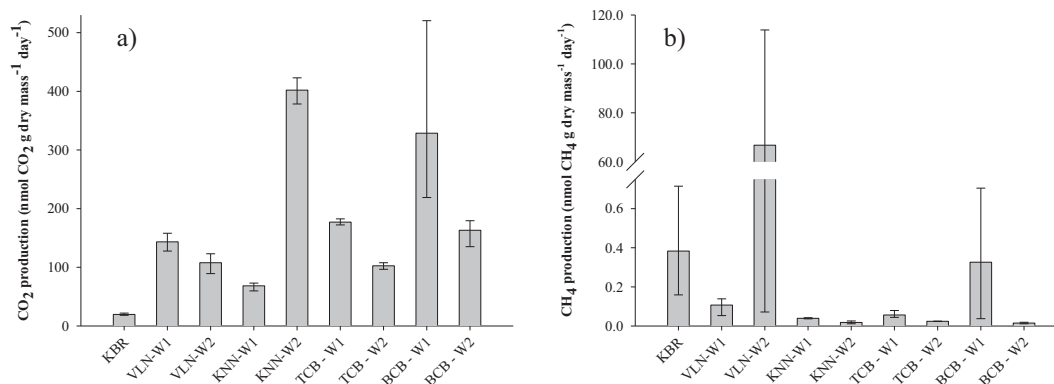 a)
CO2 production (nmol CO2 g dry mass-1 day-1)
500
400
300
200
100
0
KBR
VLN-W1
VLN-W2
KNN-W1
KNN-W2
TCB - W1
TCB - W2
BCB - W1
BCB - W2
b)
CH4 production (nmol CH4 g dry mass-1 day-1)
120.0
100.0
80.0
60.0
0.6
0.4
0.2
0.0
KBR
VLN-W1
VLN-W2
KNN-W1
KNN-W2
TCB - W1
TCB - W2
BCB - W1
BCB - W2